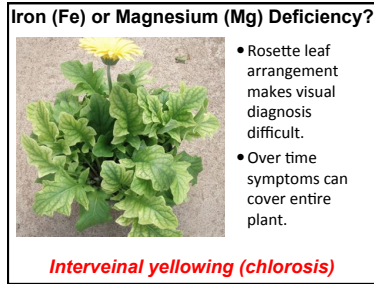 Iron (Fe) or Magnesium (Mg) Deficiency?
• Rosette leaf
arrangement
makes visual
diagnosis
difficult.
• Over time
symptoms can
cover entire
plant.
Interveinal yellowing (chlorosis)